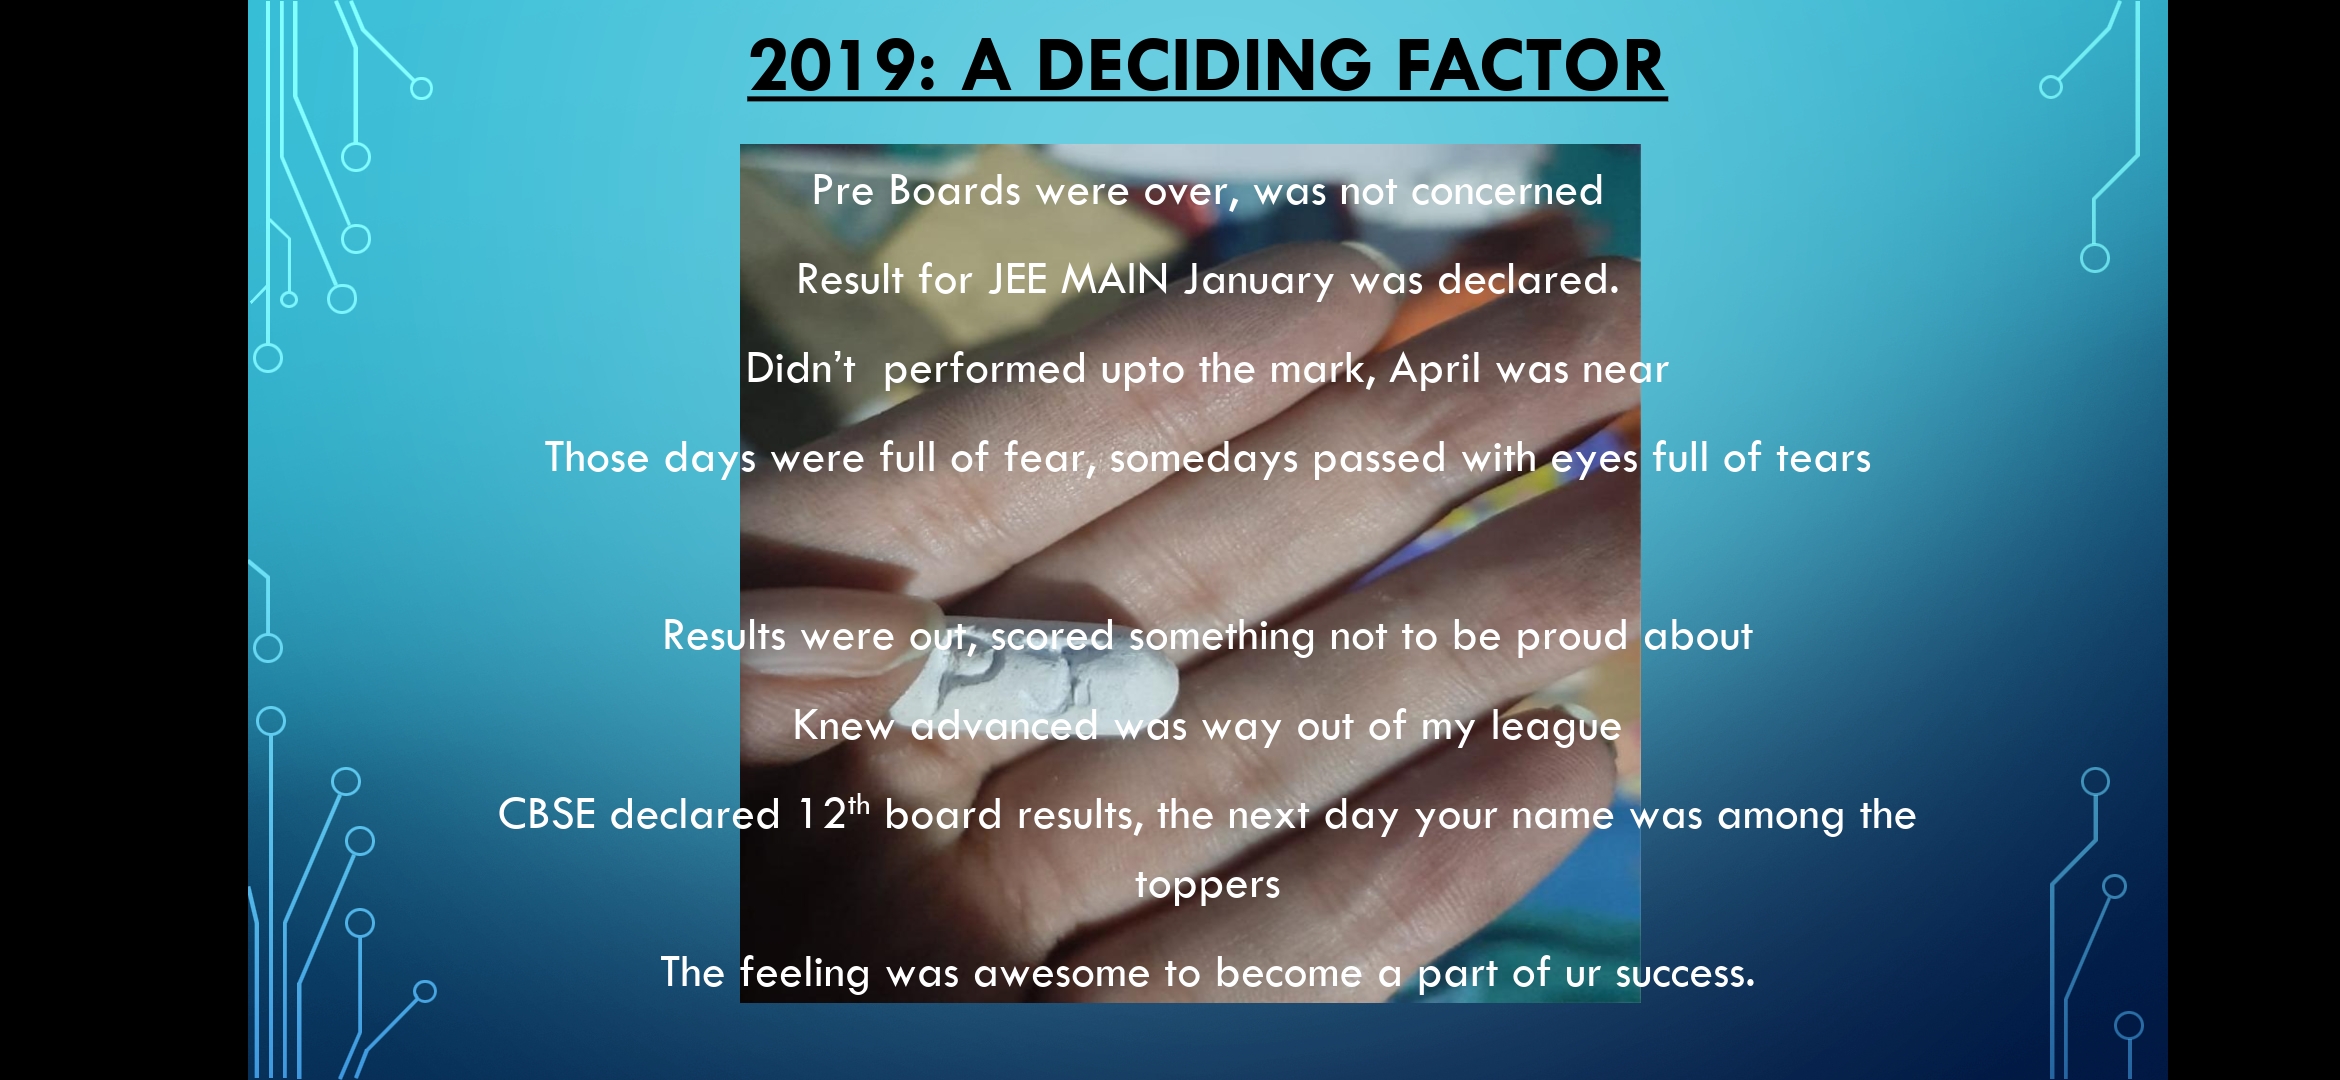 2019: A DECIDING FACTOR
Pre Boards were over, was not concerned
Result for JEE MAIN January was declared.
Didn’t  performed upto the mark, April was near
Those days were full of fear, somedays passed with eyes full of tears
Results were out, scored something not to be proud about
Knew advanced was way out of my league
CBSE declared 12th board results, the next day your name was among the
toppers
The feeling was awesome to become a part of ur success.